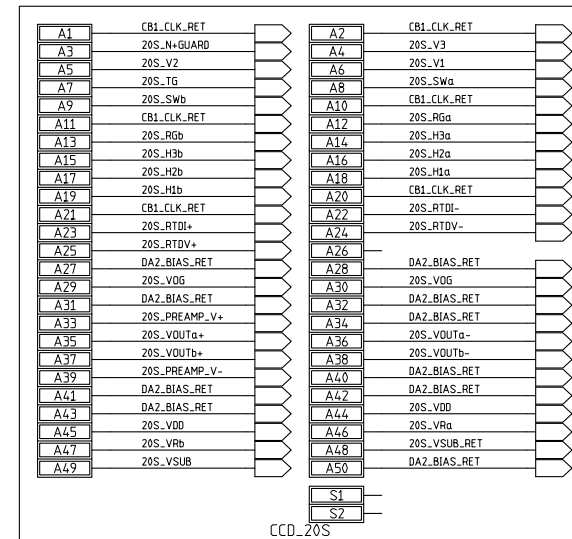 A1 CB1_CLK_RET
A3 20S_N+GUARD
A5 20S_V2
A7 20S_TG
A9 20S_SWb
A11 CB1_CLK_RET
A13 20S_RGb
A15 20S_H3b
A17 20S_H2b
A19 20S_H1b
A21 CB1_CLK_RET
A23 20S_RTDI+
A25 20S_RTDV+
A27 DA2_BIAS_RET
A29 20S_VOG
A31 DA2_BIAS_RET
A33 20S_PREAMP_V+
A35 20S_VOUTa+
A37 20S_VOUTb+
A39 20S_PREAMP_V-
A41 DA2_BIAS_RET
A43 DA2_BIAS_RET
A45 20S_VDD
A47 20S_VRb
A49 20S_VSUB
A2 CB1_CLK_RET
A4 20S_V3
A6 20S_V1
A8 20S_SWa
A10 CB1_CLK_RET
A12 20S_RGa
A14 20S_H3a
A16 20S_H2a
A18 20S_H1a
A20 CB1_CLK_RET
A22 20S_RTDI-
A24 20S_RTDV-
A26
A28 DA2_BIAS_RET
A30 20S_VOG
A32 DA2_BIAS_RET
A34 DA2_BIAS_RET
A36 20S_VOUTa-
A38 20S_VOUTb-
A40 DA2_BIAS_RET
A42 DA2_BIAS_RET
A44 20S_VDD
A46 20S_VRa
A48 20S_VSUB_RET
A50 DA2_BIAS_RET
S1
S2
CCD_20S